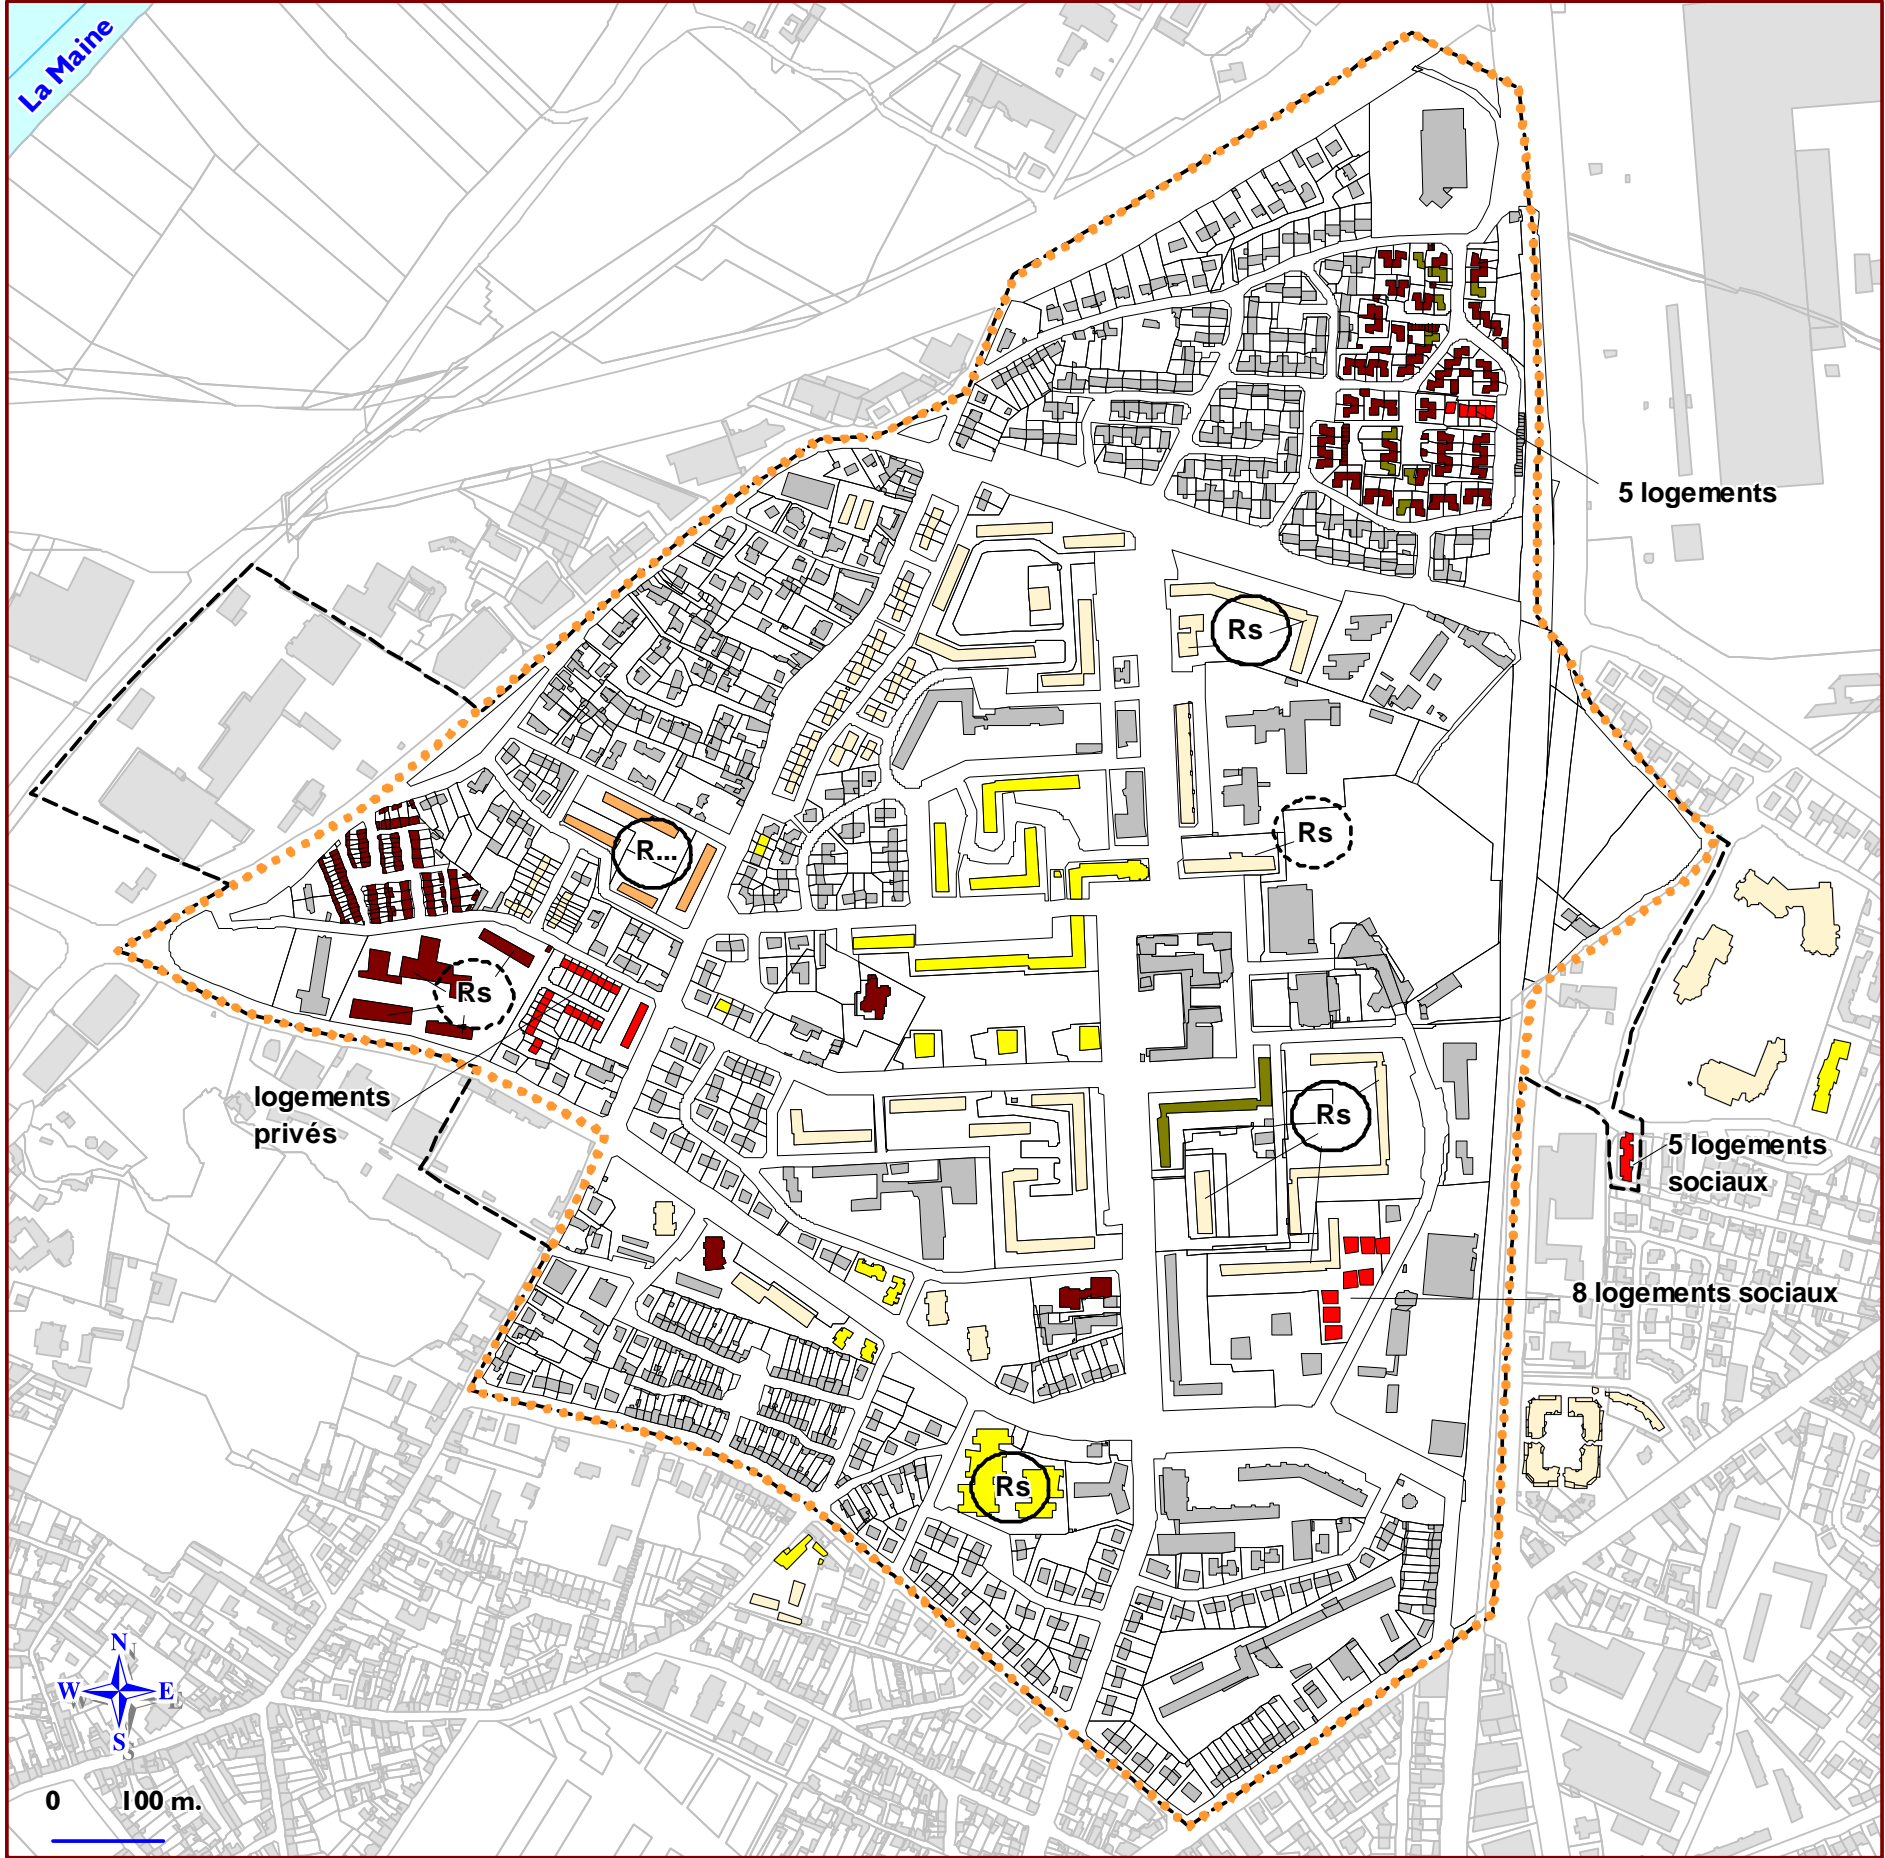 La Maine
5 logements
Rs
Rs
R...
Rs
logements
privés
Rs
5 logements
sociaux
8 logements sociaux
Rs
N
W E
S
0 100 m.